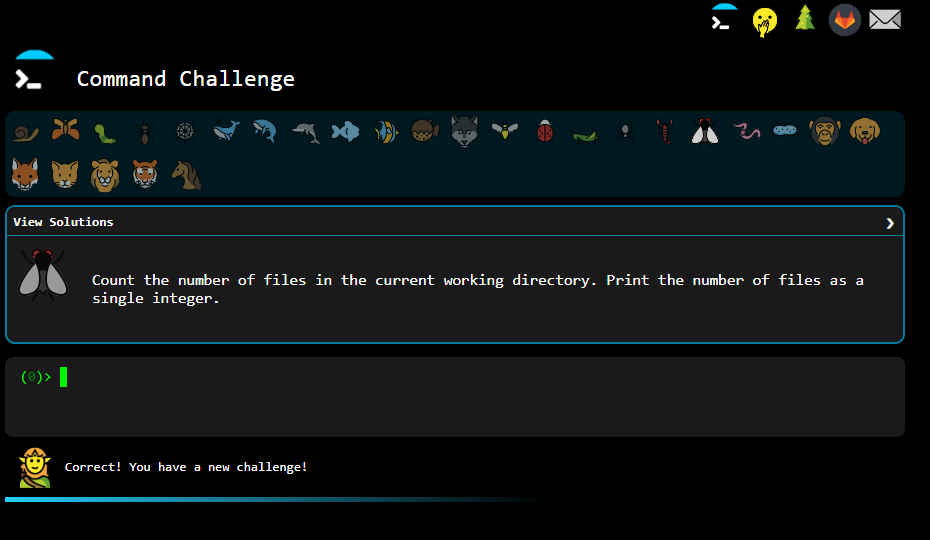 Command Challenge
View Solutions
Count the number of files in the current working directory. Print the number of files as a
single integer.
(0)>
Correct! You have a new challenge!